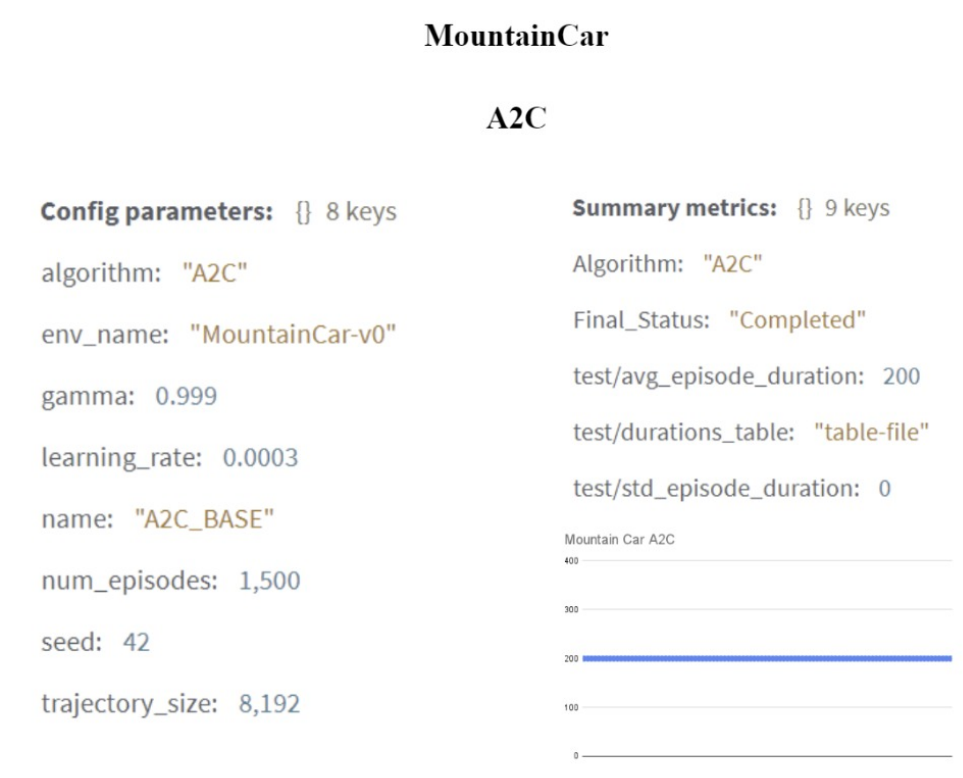 MountainCar
A2C
Config parameters: {} 8 keys
algorithm: "A2C"
env_name: "MountainCar-v0"
gamma: 0.999
learning_rate: 0.0003
name: "A2C_BASE"
num_episodes: 1,500
seed: 42
trajectory_size: 8,192
Summary metrics: {} 9 keys
Algorithm: "A2C"
Final_Status: "Completed"
test/avg_episode_duration: 200
test/durations_table: "table-file"
test/std_episode_duration: 0
Mountain Car A2C
400
300
200
100
0